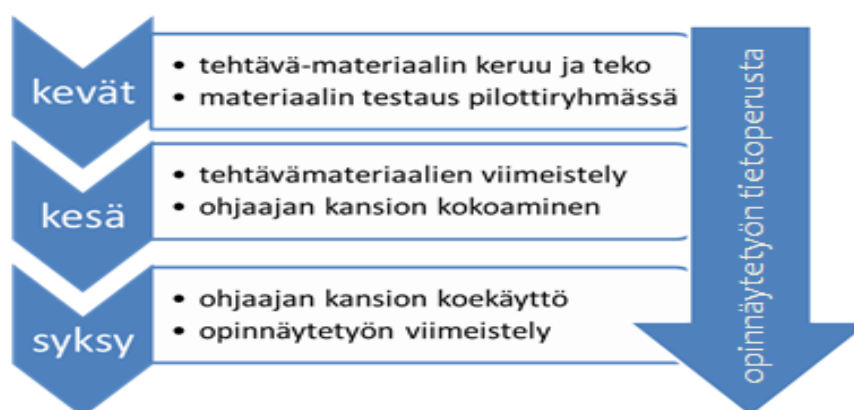 kevät
• tehtävä-materiaalin keruu ja teko
• materiaalin testaus pilottiryhmässä
kesä
• tehtävämateriaalien viimeistely
• ohjaajan kansion kokoaminen
syksy
• ohjaajan kansion koekäyttö
• opinnäytetyön viimeistely
opinnäytetyön tietoperusta